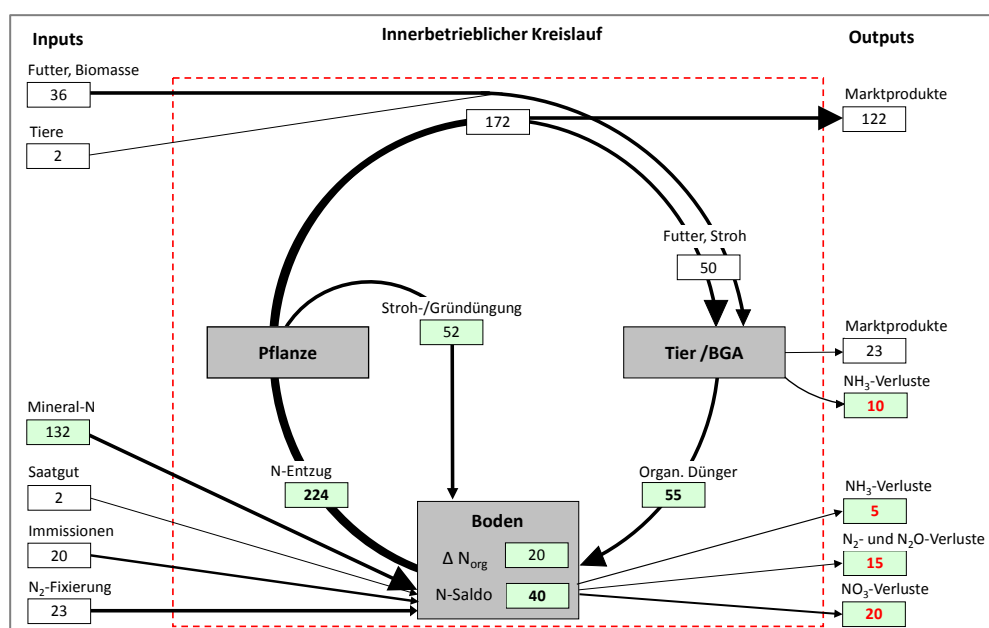 Inputs
Innerbetrieblicher Kreislauf
Outputs
Futter, Biomasse
36
Tiere
2
172
Marktprodukte
122
Futter, Stroh
50
Stroh-/Gründüngung
52
Pflanze
Tier /BGA
Marktprodukte
23
NH₃-Verluste
10
Mineral-N
132
N-Entzug
224
Organ. Dünger
55
Saatgut
2
Immissionen
20
N₂-Fixierung
23
Boden
Δ Norg
20
N-Saldo
40
NH₃-Verluste
5
N₂- und N₂O-Verluste
15
NO₃-Verluste
20